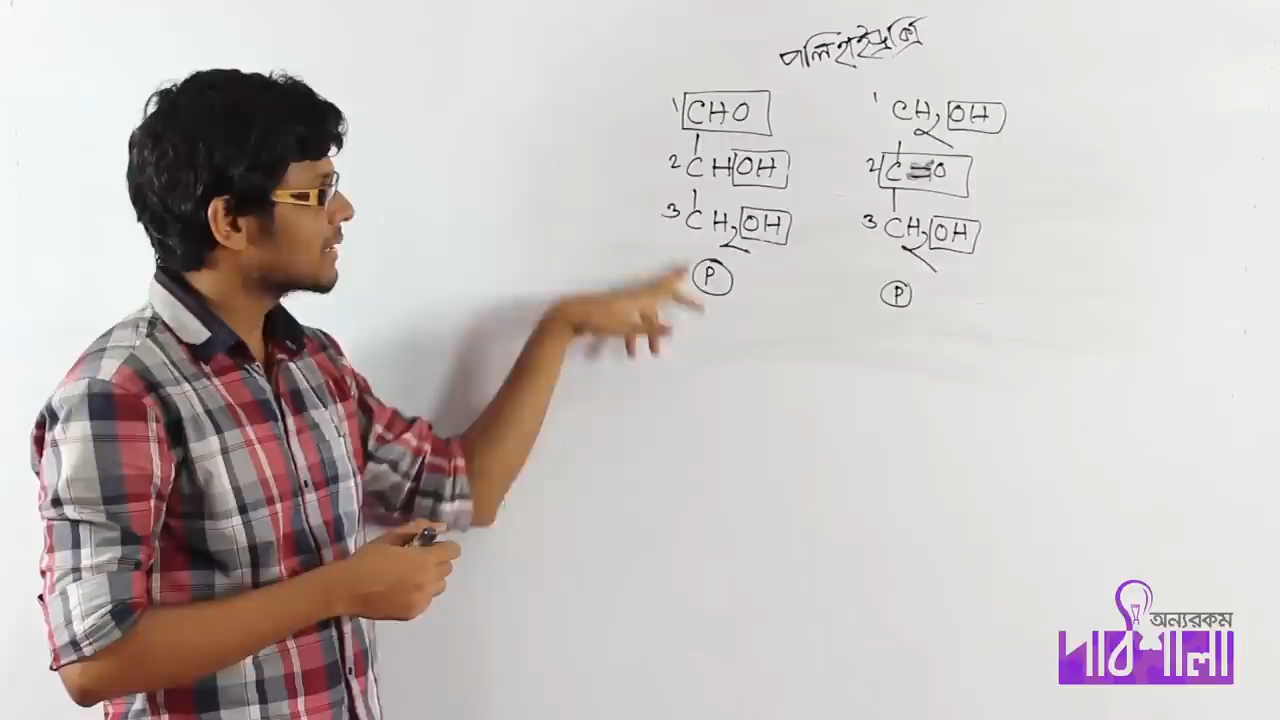 পলিহাইড্রক্সি
1 CHO
2 CHOH
3 CH2OH
P
1 CH2OH
2 C=O
3 CH2OH
P
অন্যরকম
পাঠশালা